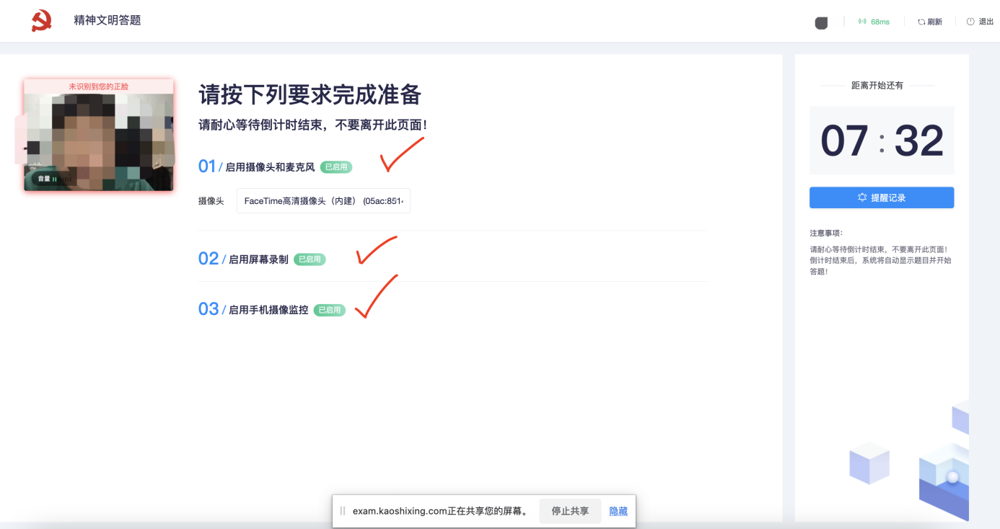 精神文明答题
68ms
刷新
退出
未识别到您的正脸
音量
请按下列要求完成准备
请耐心等待倒计时结束，不要离开此页面！
01 / 启用摄像头和麦克风 已启用
摄像头 FaceTime高清摄像头（内建） (05ac:851
02 / 启用屏幕录制 已启用
03 / 启用手机摄像监控 已启用
距离开始还有
07 : 32
提醒记录
注意事项：
请耐心等待倒计时结束，不要离开此页面！
倒计时结束后，系统将自动显示题目并开始
答题！
exam.kaoshixing.com正在共享您的屏幕。 停止共享 隐藏